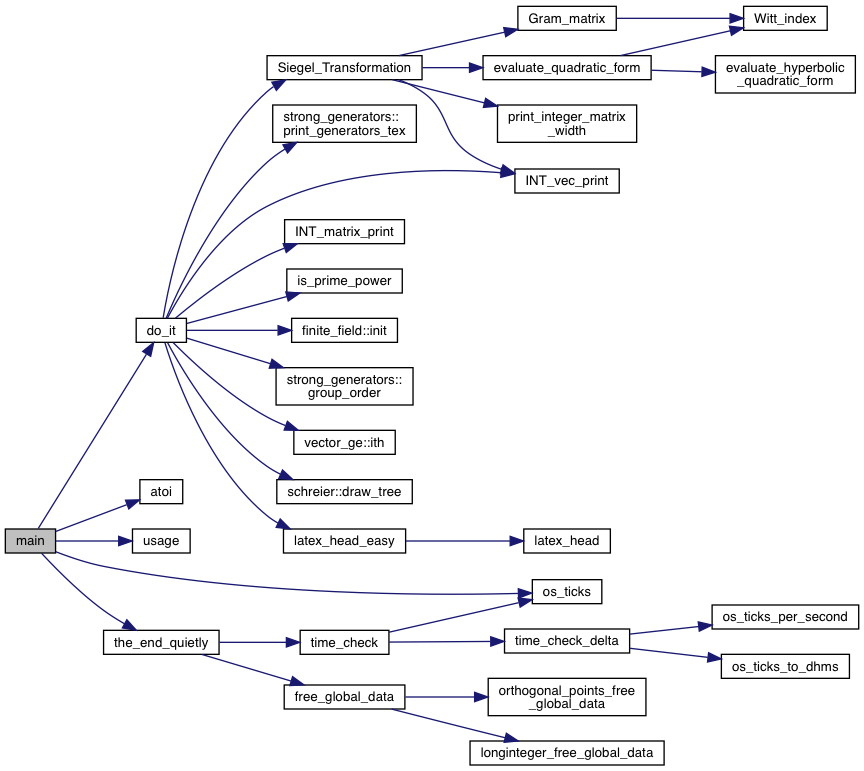 Gram_matrix
Witt_index
Siegel_Transformation
evaluate_quadratic_form
evaluate_hyperbolic
_quadratic_form
strong_generators::
print_generators_tex
print_integer_matrix
_width
INT_vec_print
INT_matrix_print
is_prime_power
do_it
finite_field::init
strong_generators::
group_order
vector_ge::ith
atoi
schreier::draw_tree
main
usage
latex_head_easy
latex_head
os_ticks
the_end_quietly
time_check
time_check_delta
os_ticks_per_second
os_ticks_to_dhms
free_global_data
orthogonal_points_free
_global_data
longinteger_free_global_data